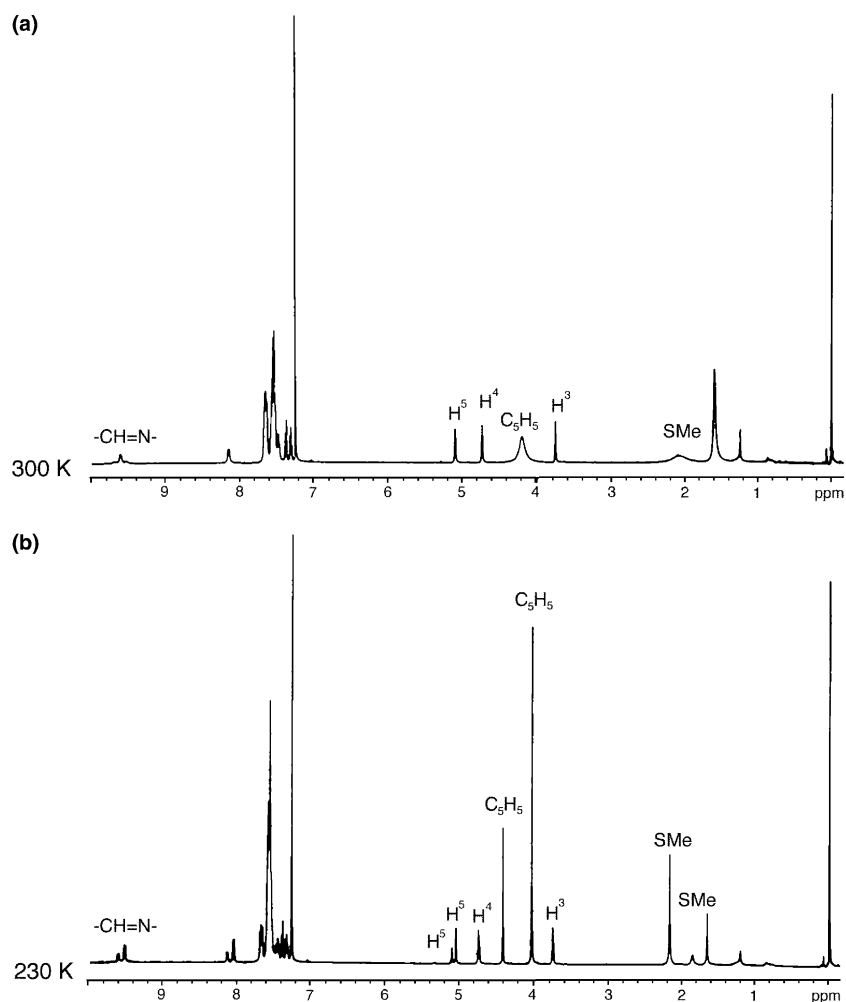 (a)
-CH=N-
H⁵
H⁴
C₅H₅
H³
SMe
300 K
9 8 7 6 5 4 3 2 1 ppm
(b)
C₅H₅
C₅H₅
SMe
SMe
-CH=N-
H⁵
H⁵
H⁴
H³
230 K
9 8 7 6 5 4 3 2 1 ppm